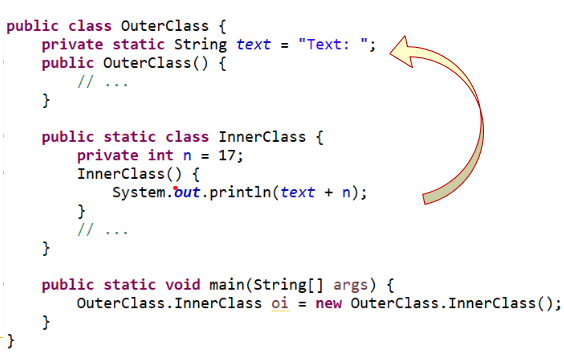 public class OuterClass {
    private static String text = "Text: ";
    public OuterClass() {
        // ...
    }

    public static class InnerClass {
        private int n = 17;
        InnerClass() {
            System.out.println(text + n);
        }
        // ...
    }

    public static void main(String[] args) {
        OuterClass.InnerClass oi = new OuterClass.InnerClass();
    }
}